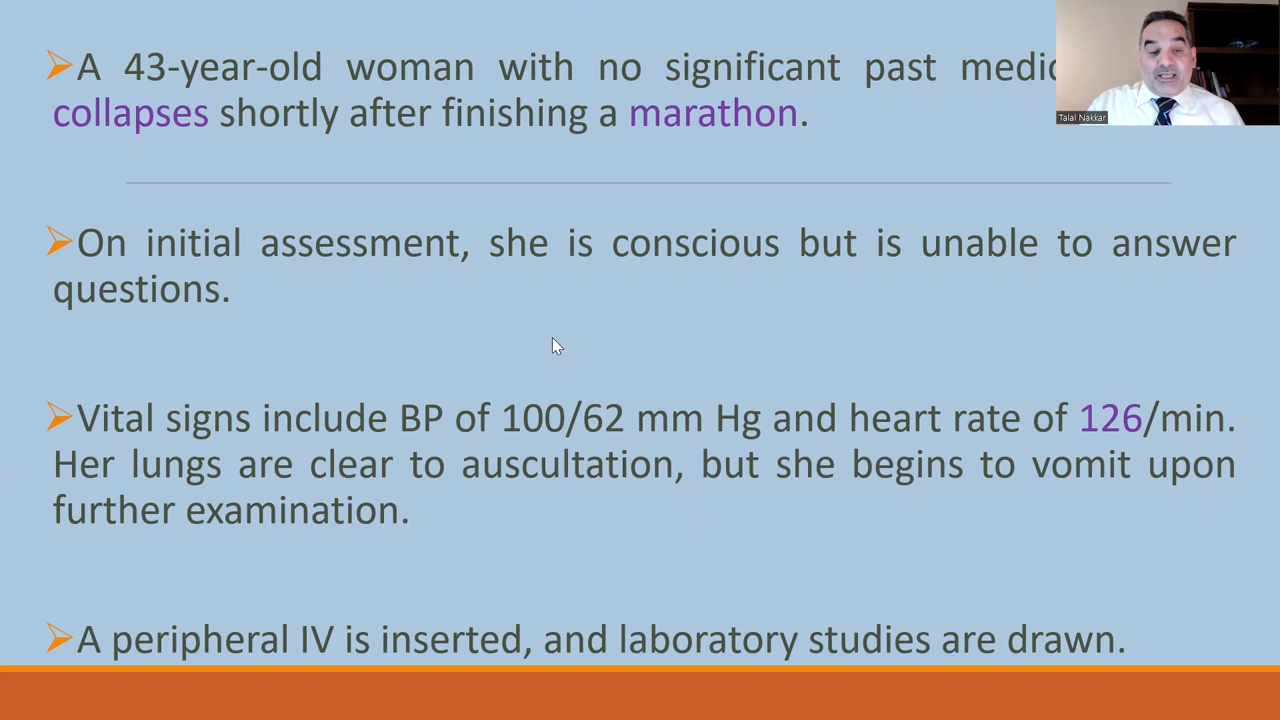 A 43-year-old woman with no significant past
collapses shortly after finishing a marathon.
On initial assessment, she is conscious but is unable to answer
questions.
Vital signs include BP of 100/62 mm Hg and heart rate of 126/min.
Her lungs are clear to auscultation, but she begins to vomit upon
further examination.
A peripheral IV is inserted, and laboratory studies are drawn.
Talal Nakkar